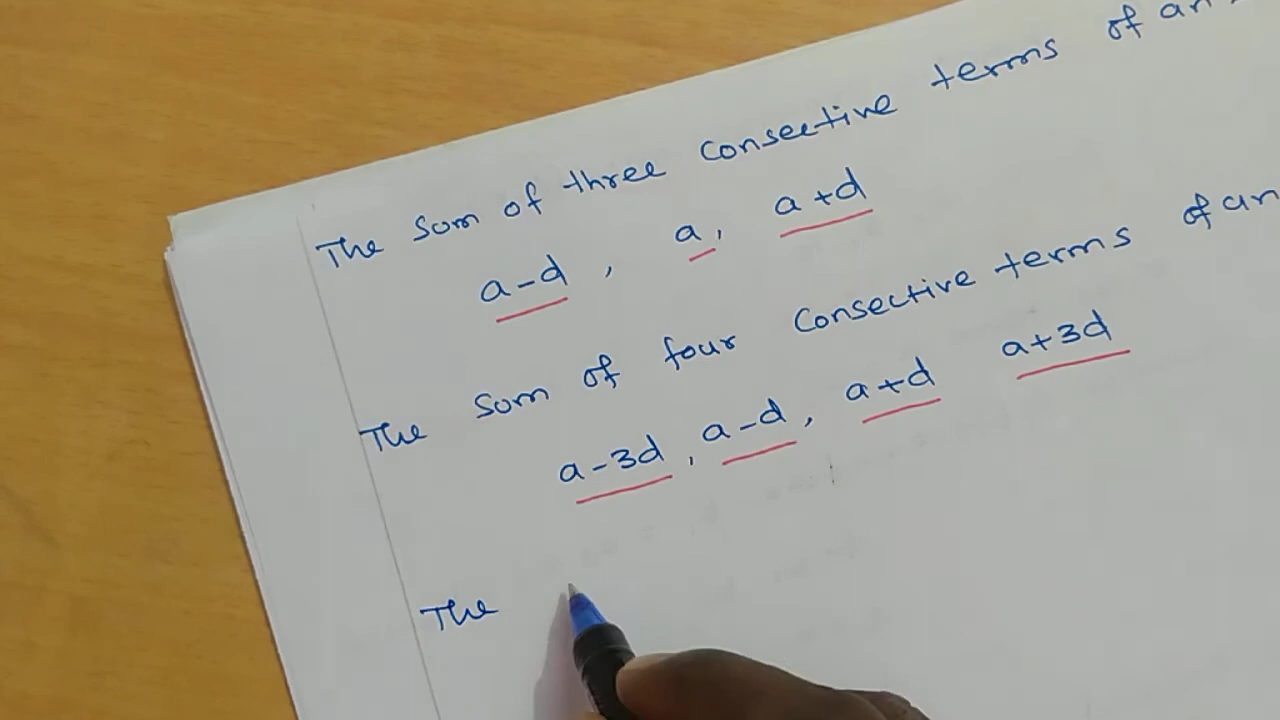 The Sum of three Consective terms of an
a-d, a, a+d
The Sum of four Consective terms of an
a-3d, a-d, a+d a+3d
The